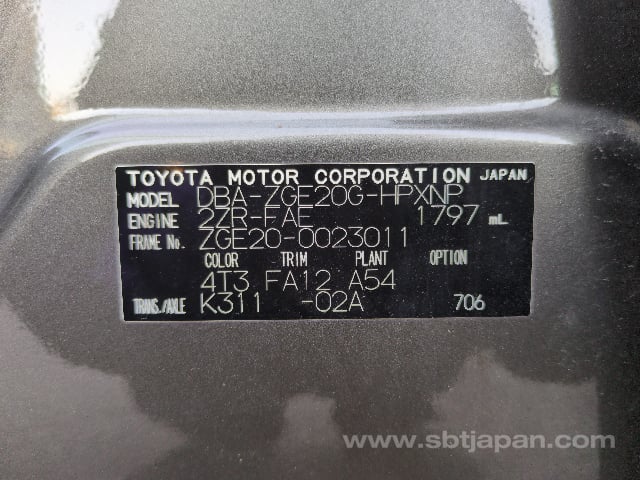 TOYOTA MOTOR CORPORATION JAPAN
MODEL DBA-ZGE20G-HPXNP
ENGINE 2ZR-FAE 1797 mL
FRAME No. ZGE20-0023011
COLOR TRIM PLANT OPTION
4T3 FA12 A54
TRANS./AXLE K311 -02A 706
www.sbtjapan.com